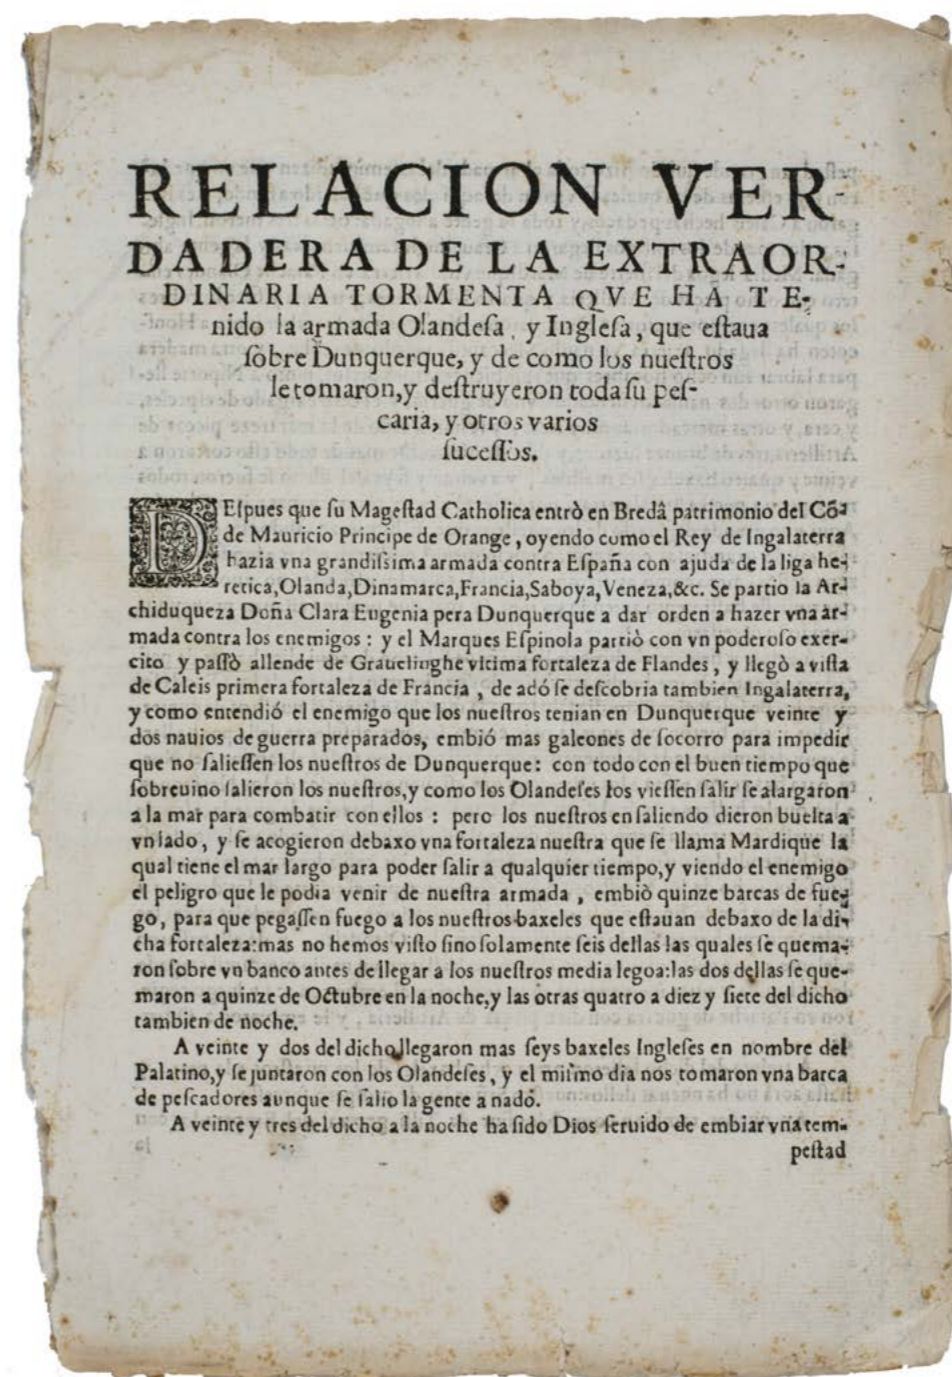 RELACION VER-
DADERA DE LA EXTRAOR-
DINARIA TORMENTA QVE HA TE-
nido la armada Olandeſa, y Ingleſa, que eſtaua
ſobre Dunquerque, y de como los nueſtros
le tomaron, y deſtruyeron toda ſu peſ-
caria, y otros varios
ſuceſſos.
DEſpues que ſu Mageſtad Catholica entrò en Bredâ patrimonio del Cõ-
de Mauricio Principe de Orange, oyendo como el Rey de Ingalaterra
hazia vna grandiſsima armada contra Eſpaña con ajuda de la liga he-
retica, Olanda, Dinamarca, Francia, Saboya, Veneza, &c. Se partio la Ar-
chiduqueza Doña Clara Eugenia pera Dunquerque a dar orden a hazer vna ar-
mada contra los enemigos: y el Marques Eſpinola partiò con vn poderoſo exer-
cito y paſſò allende de Grauelinghe vltima fortaleza de Flandes, y llegò a viſta
de Caleis primera fortaleza de Francia, de adó ſe deſcobria tambien Ingalaterra,
y como entendió el enemigo que los nueſtros tenian en Dunquerque veinte y
dos nauios de guerra preparados, embió mas galeones de ſocorro para impedir
que no ſalieſſen los nueſtros de Dunquerque: con todo con el buen tiempo que
ſobreuino ſalieron los nueſtros, y como los Olandeſes los vieſſen ſalir ſe alargaron
a la mar para combatir con ellos: pero los nueſtros en ſaliendo dieron buelta a
vn lado, y ſe acogieron debaxo vna fortaleza nueſtra que ſe llama Mardique la
qual tiene el mar largo para poder ſalir a qualquier tiempo, y viendo el enemigo
el peligro que le podia venir de nueſtra armada, embiò quinze barcas de fue-
go, para que pegaſſen fuego a los nueſtros baxeles que eſtauan debaxo de la di-
cha fortaleza: mas no hemos viſto ſino ſolamente ſeis dellas las quales ſe quema-
ron ſobre vn banco antes de llegar a los nueſtros media legoa: las dos dellas ſe que-
maron a quinze de Octubre en la noche, y las otras quatro a diez y ſiete del dicho
tambien de noche.
A veinte y dos del dicho llegaron mas ſeys baxeles Ingleſes en nombre del
Palatino, y ſe juntaron con los Olandeſes, y el miſmo dia nos tomaron vna barca
de peſcadores aunque ſe ſalio la gente a nado.
A veinte y tres del dicho a la noche ha ſido Dios ſeruido de embiar vna tem-
peſtad